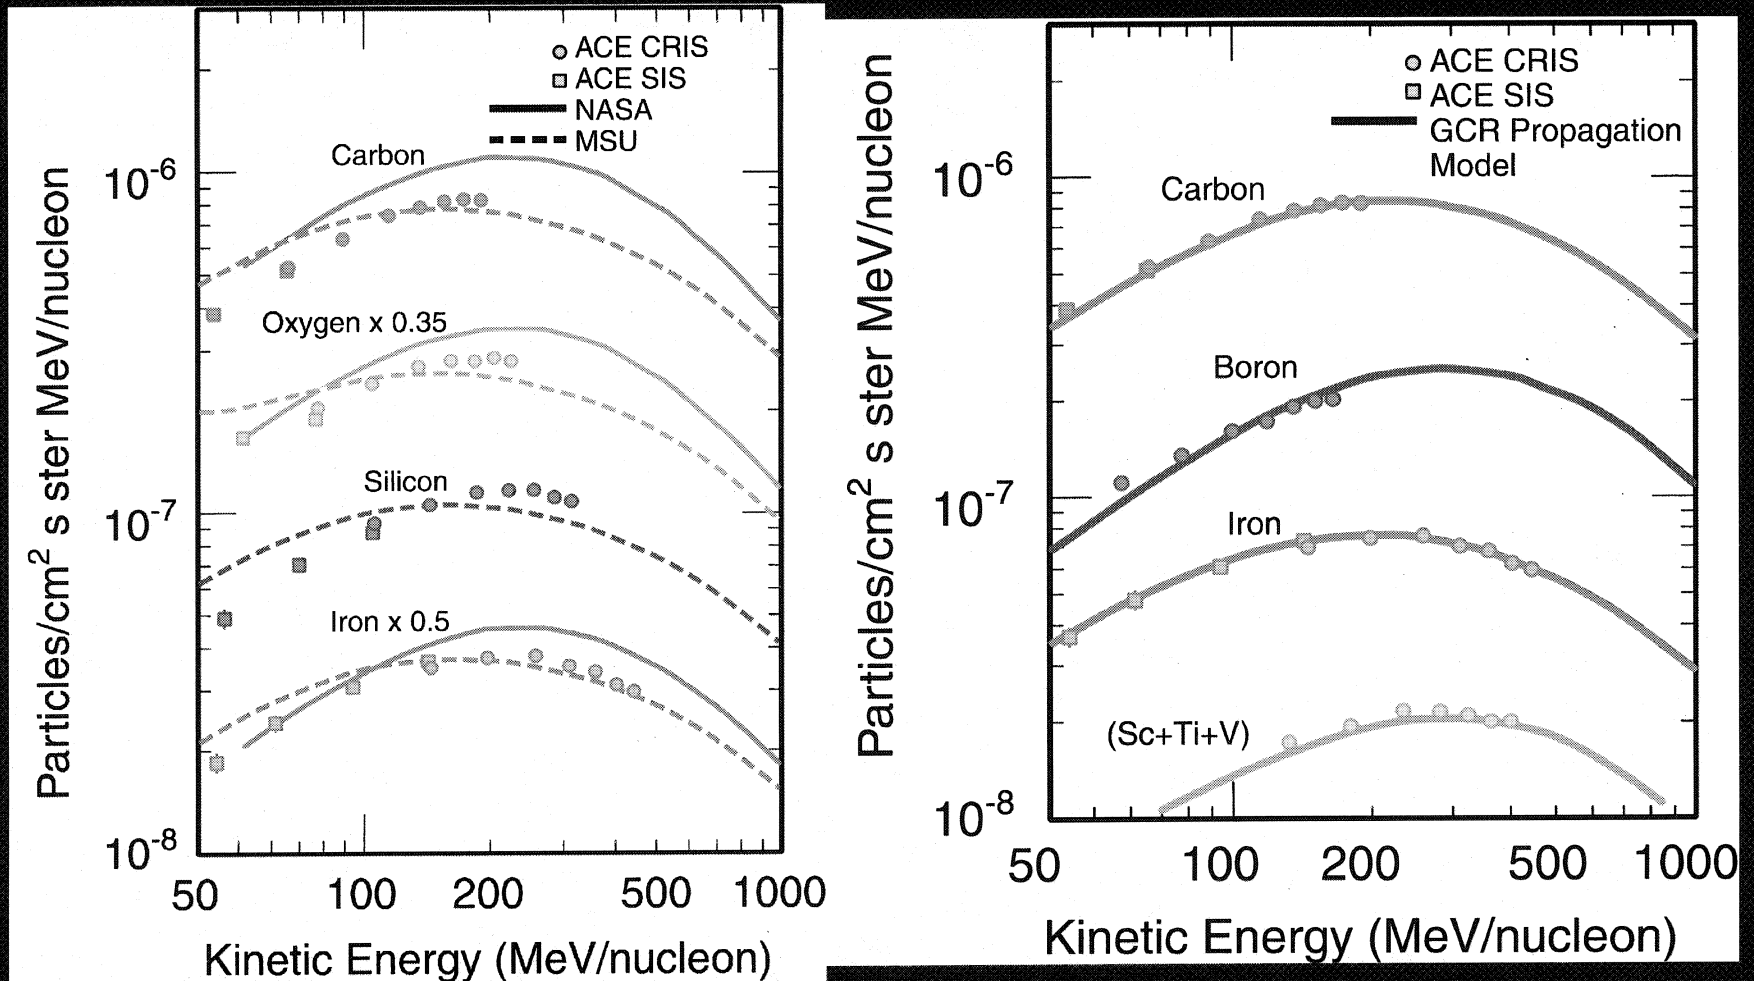 ACE CRIS
ACE SIS
NASA
MSU
Carbon
Oxygen x 0.35
Silicon
Iron x 0.5
10-6
10-7
10-8
50 100 200 500 1000
Kinetic Energy (MeV/nucleon)
Particles/cm2 s ster MeV/nucleon
ACE CRIS
ACE SIS
GCR Propagation
Model
Carbon
Boron
Iron
(Sc+Ti+V)
10-6
10-7
10-8
50 100 200 500 1000
Kinetic Energy (MeV/nucleon)
Particles/cm2 s ster MeV/nucleon